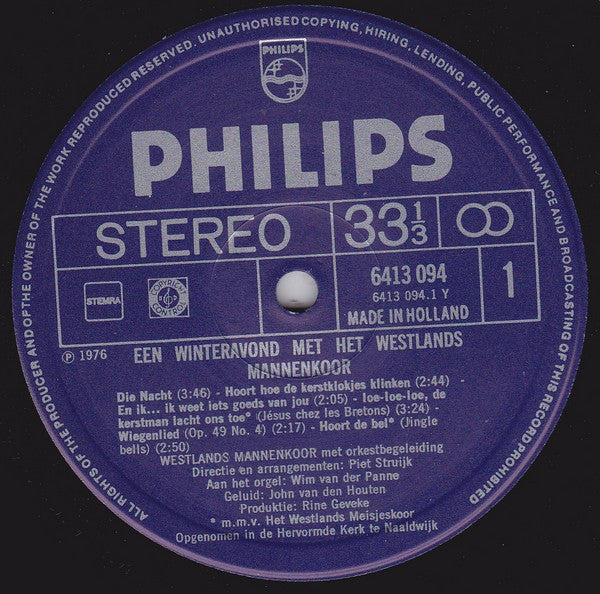 ALL RIGHTS OF THE PRODUCER AND OF THE OWNER OF THE WORK REPRODUCED RESERVED. UNAUTHORISED COPYING, HIRING, LENDING, PUBLIC PERFORMANCE AND BROADCASTING OF THIS RECORD PROHIBITED
PHILIPS
PHILIPS
STEREO 33 1/3
STEMRA
COPYRIGHT CONTROL
6413 094
6413 094.1 Y
MADE IN HOLLAND
1
Ⓟ 1976
EEN WINTERAVOND MET HET WESTLANDS
MANNENKOOR
Die Nacht (3:46) - Hoort hoe de kerstklokjes klinken (2:44) -
En ik... ik weet iets goeds van jou (2:05) - Ioe-Ioe-Ioe, de
kerstman lacht ons toe* (Jésus chez les Bretons) (3:24) -
Wiegenlied (Op. 49 No. 4) (2:17) - Hoort de bel* (Jingle
bells) (2:50)
WESTLANDS MANNENKOOR met orkestbegeleiding
Directie en arrangementen: Piet Struijk
Aan het orgel: Wim van der Panne
Geluid: John van den Houten
Produktie: Rine Geveke
* m.m.v. Het Westlands Meisjeskoor
Opgenomen in de Hervormde Kerk te Naaldwijk